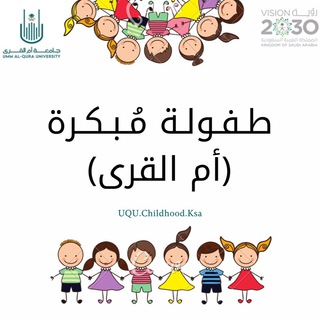 جامعة أم القرى
UMM AL-QURA UNIVERSITY
VISION رؤية
2030
المملكة العربية السعودية
KINGDOM OF SAUDI ARABIA
طفولة مُبكرة
(أم القرى)
UQU.Childhood.Ksa